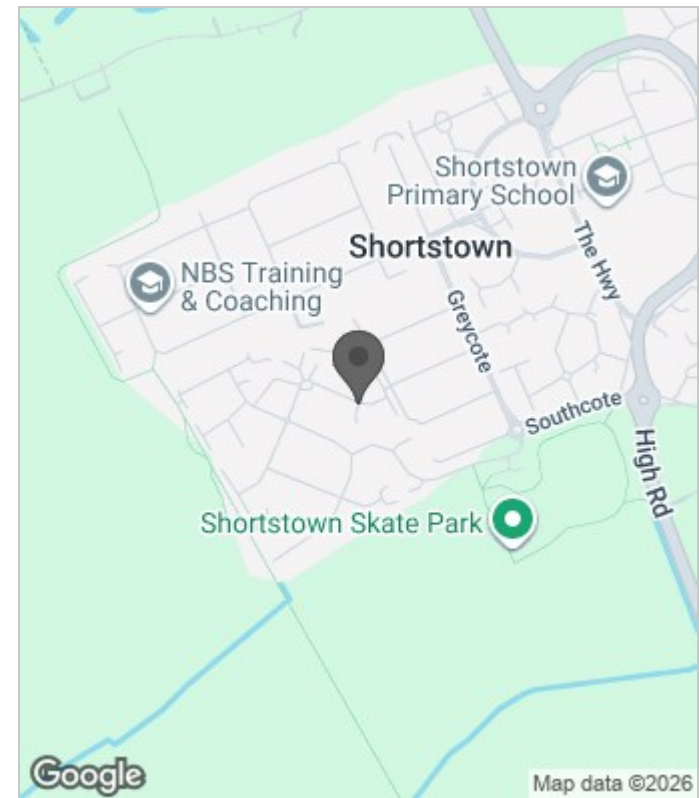 Shortstown
Primary School
Shortstown
The Hwy
NBS Training
& Coaching
Greycote
Southcote
High Rd
Shortstown Skate Park
Google
Map data ©2026